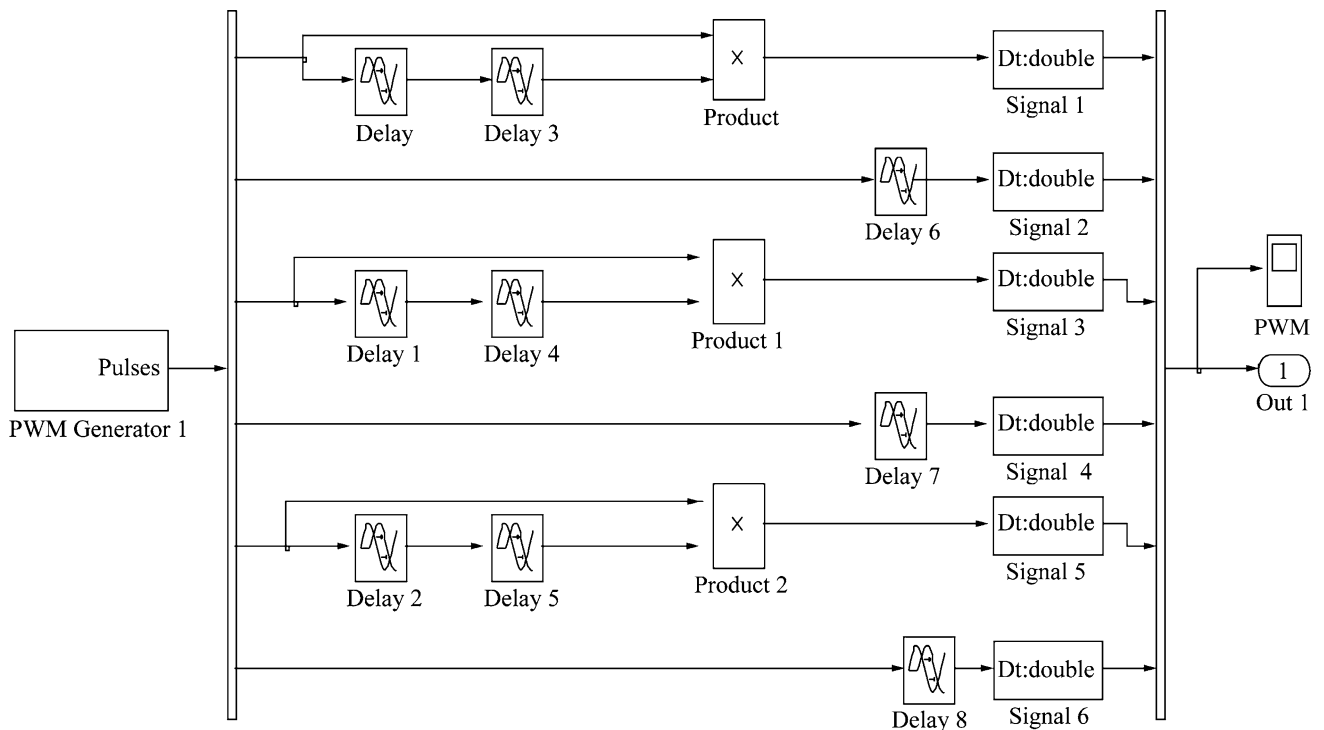 Dt:double
X
Delay
Delay 3
Product
Signal 1
Dt:double
Delay 6
Signal 2
X
Dt:double
Delay 1
Delay 4
Product 1
Signal 3
PWM
Pulses
1
PWM Generator 1
Out 1
Dt:double
Delay 7
Signal 4
X
Dt:double
Delay 2
Delay 5
Product 2
Signal 5
Dt:double
Delay 8
Signal 6